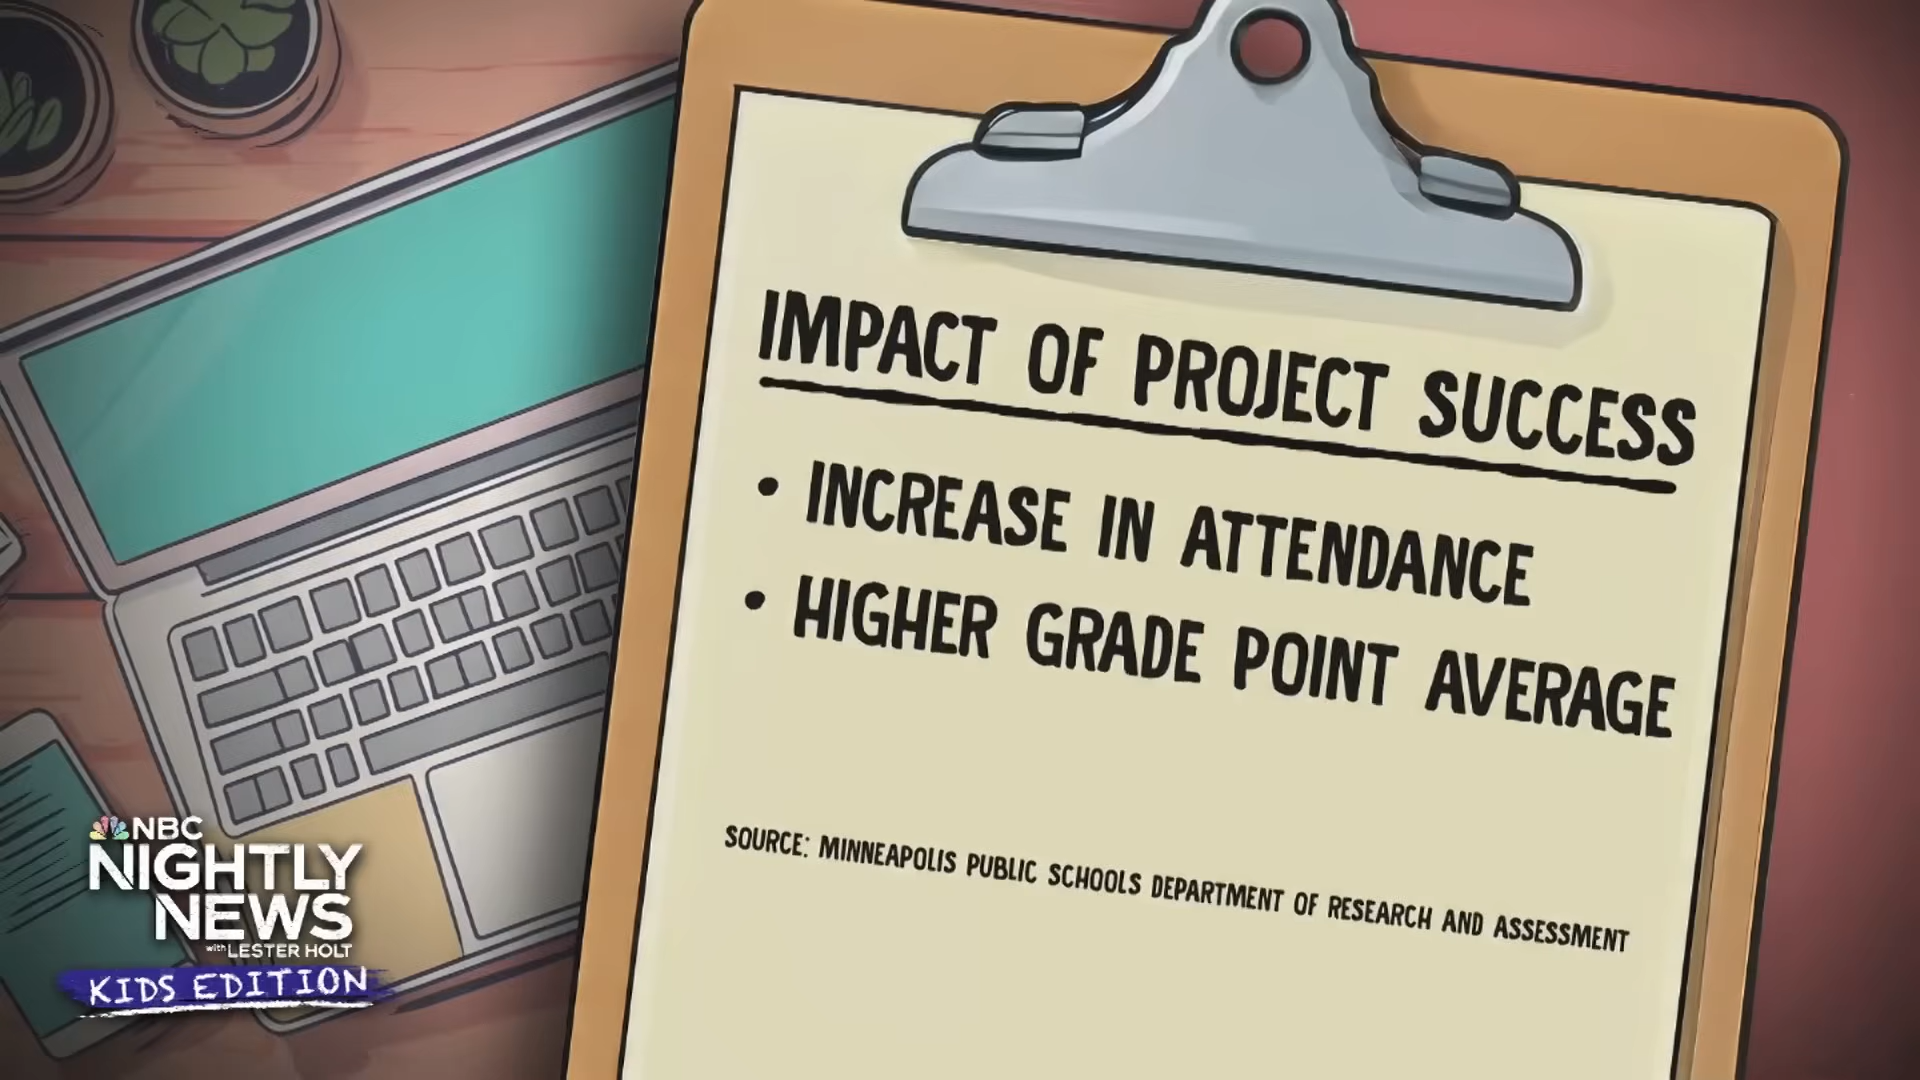 IMPACT OF PROJECT SUCCESS
• INCREASE IN ATTENDANCE
• HIGHER GRADE POINT AVERAGE
SOURCE: MINNEAPOLIS PUBLIC SCHOOLS DEPARTMENT OF RESEARCH AND ASSESSMENT
NBC
NIGHTLY
NEWS
with LESTER HOLT
KIDS EDITION